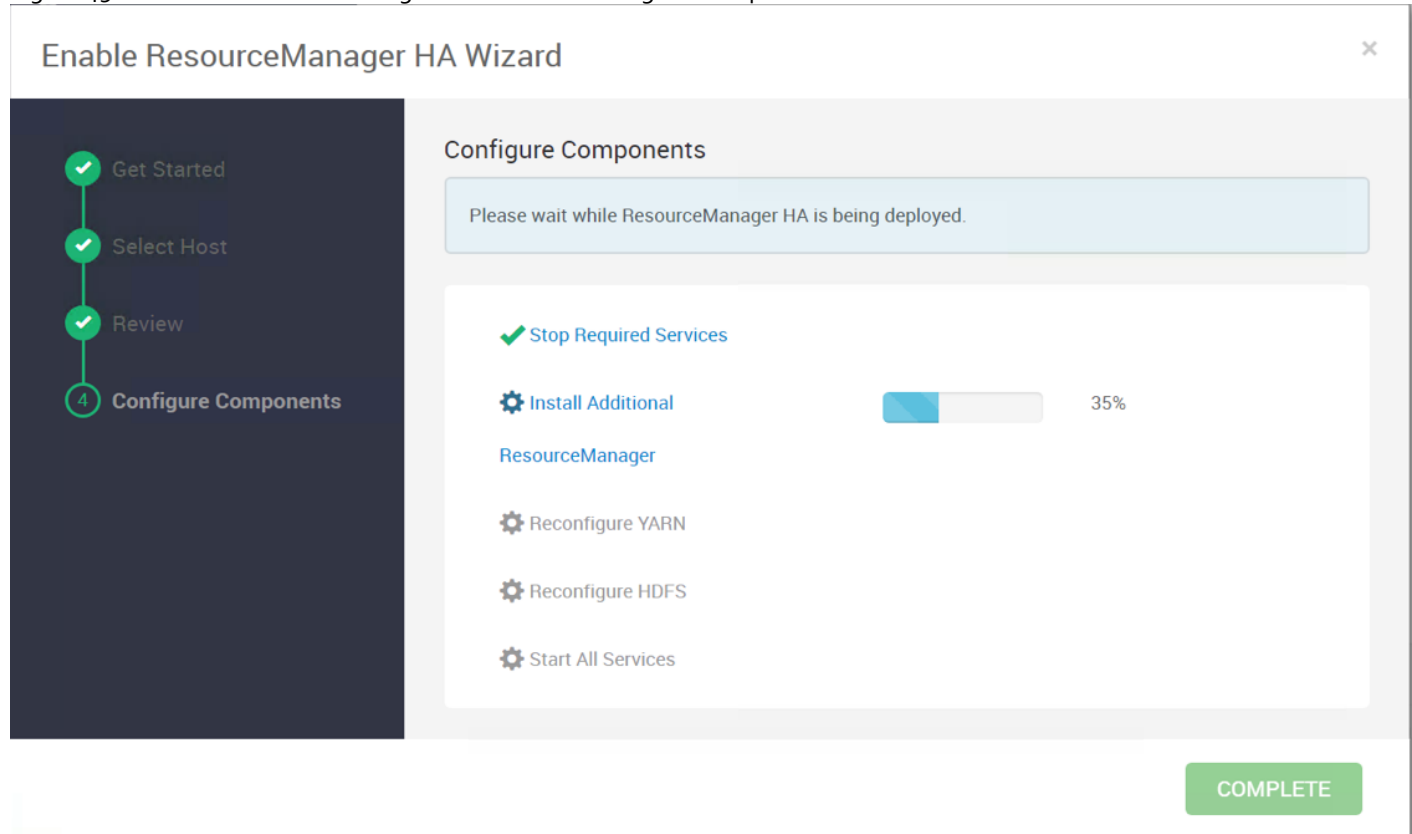 Enable ResourceManager HA Wizard
×
Get Started
Select Host
Review
4 Configure Components
Configure Components
Please wait while ResourceManager HA is being deployed.
Stop Required Services
Install Additional 35%
ResourceManager
Reconfigure YARN
Reconfigure HDFS
Start All Services
COMPLETE